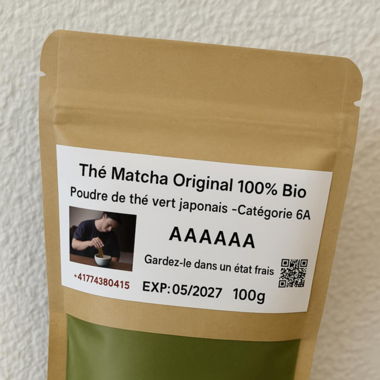 Thé Matcha Original 100% Bio
Poudre de thé vert japonais -Catégorie 6A
AAAAAA
Gardez-le dans un état frais
+41774380415
EXP:05/2027 100g